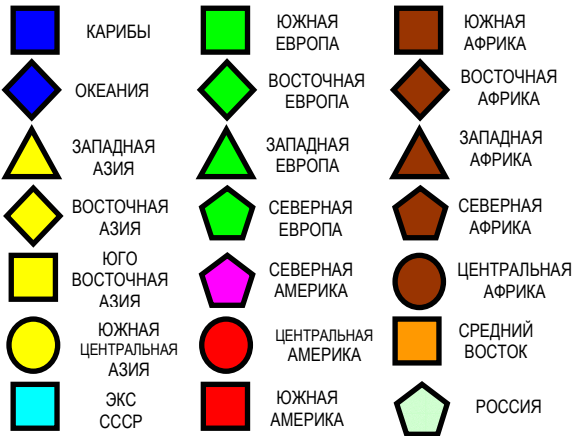 КАРИБЫ
ЮЖНАЯ
ЕВРОПА
ЮЖНАЯ
АФРИКА
ОКЕАНИЯ
ВОСТОЧНАЯ
ЕВРОПА
ВОСТОЧНАЯ
АФРИКА
ЗАПАДНАЯ
АЗИЯ
ЗАПАДНАЯ
ЕВРОПА
ЗАПАДНАЯ
АФРИКА
ВОСТОЧНАЯ
АЗИЯ
СЕВЕРНАЯ
ЕВРОПА
СЕВЕРНАЯ
АФРИКА
ЮГО
ВОСТОЧНАЯ
АЗИЯ
СЕВЕРНАЯ
АМЕРИКА
ЦЕНТРАЛЬНАЯ
АФРИКА
ЮЖНАЯ
ЦЕНТРАЛЬНАЯ
АЗИЯ
ЦЕНТРАЛЬНАЯ
АМЕРИКА
СРЕДНИЙ
ВОСТОК
ЭКС
СССР
ЮЖНАЯ
АМЕРИКА
РОССИЯ